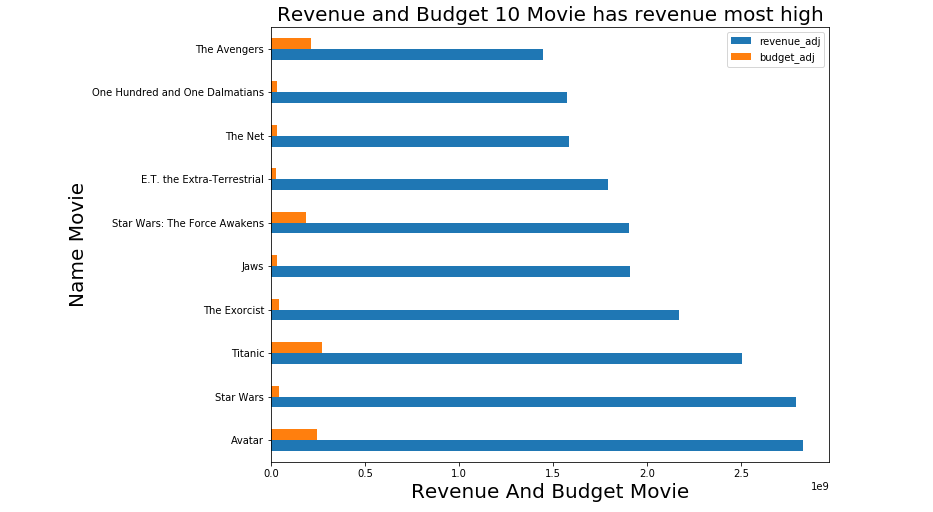 Revenue and Budget 10 Movie has revenue most high
revenue_adj
budget_adj
Name Movie
The Avengers
One Hundred and One Dalmatians
The Net
E.T. the Extra-Terrestrial
Star Wars: The Force Awakens
Jaws
The Exorcist
Titanic
Star Wars
Avatar
0.0 0.5 1.0 1.5 2.0 2.5
1e9
Revenue And Budget Movie